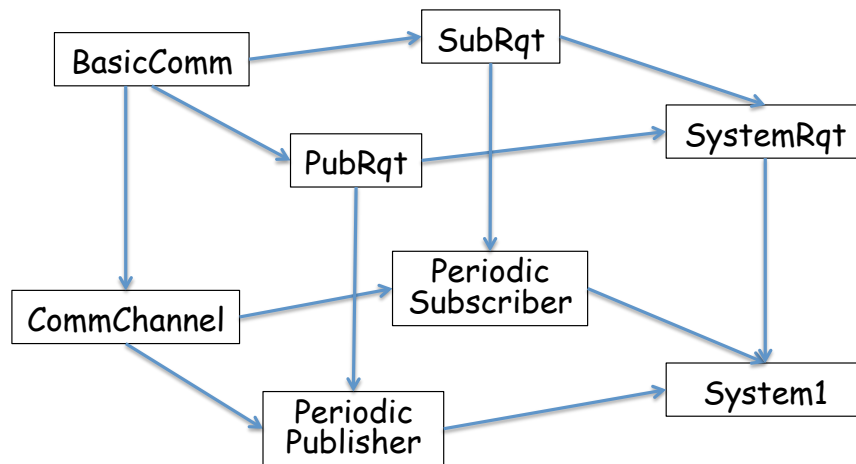 SubRqt
BasicComm
SystemRqt
PubRqt
Periodic
Subscriber
CommChannel
System1
Periodic
Publisher